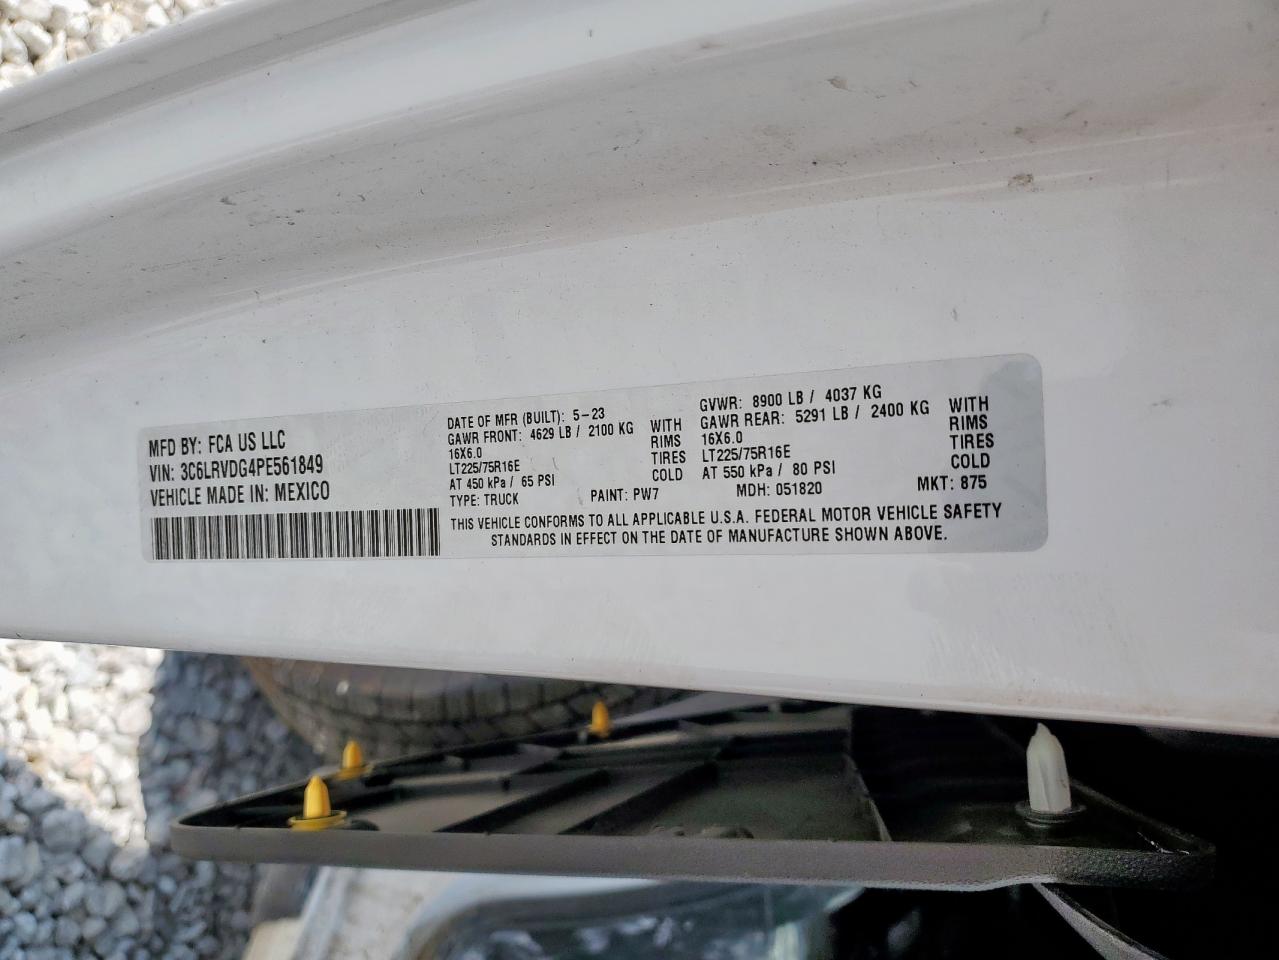 MFD BY: FCA US LLC
VIN: 3C6LRVDG4PE561849
VEHICLE MADE IN: MEXICO
DATE OF MFR (BUILT): 5-23
GAWR FRONT: 4629 LB / 2100 KG WITH
16X6.0 RIMS
LT225/75R16E TIRES
AT 450 kPa / 65 PSI COLD
TYPE: TRUCK PAINT: PW7
GVWR: 8900 LB / 4037 KG
GAWR REAR: 5291 LB / 2400 KG WITH
16X6.0 RIMS
LT225/75R16E TIRES
AT 550 kPa / 80 PSI COLD
MDH: 051820 MKT: 875
THIS VEHICLE CONFORMS TO ALL APPLICABLE U.S.A. FEDERAL MOTOR VEHICLE SAFETY
STANDARDS IN EFFECT ON THE DATE OF MANUFACTURE SHOWN ABOVE.